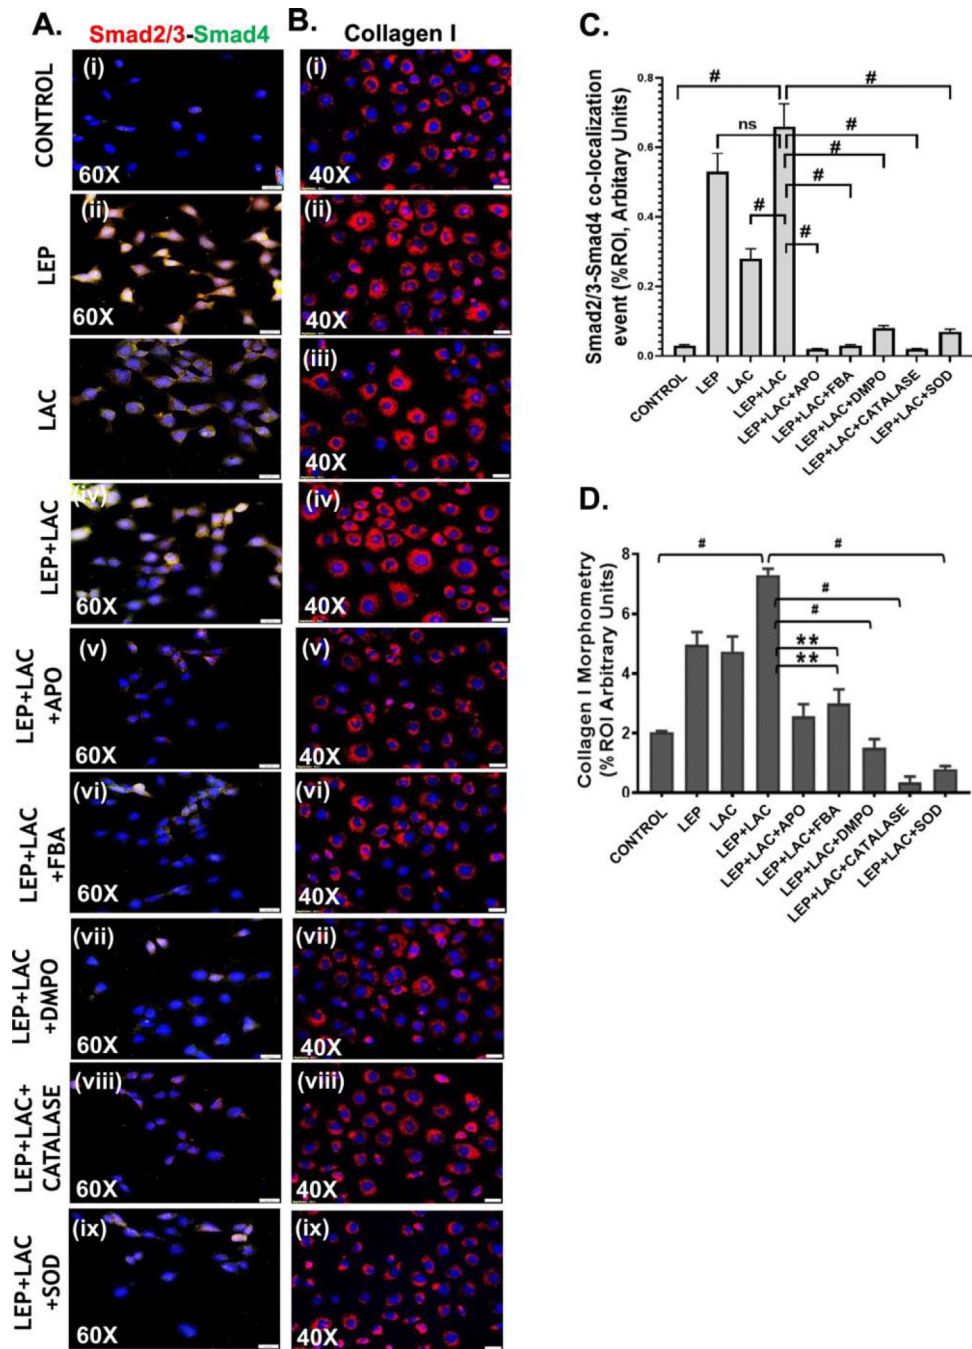 A.
Smad2/3-Smad4
B.
Collagen I
CONTROL
(i)
60X
(i)
40X
LEP
(ii)
60X
(ii)
40X
LAC
(iii)
40X
LEP+LAC
(iv)
60X
(iv)
40X
LEP+LAC
+APO
(v)
60X
(v)
40X
LEP+LAC
+FBA
(vi)
60X
(vi)
40X
LEP+LAC
+DMPO
(vii)
60X
(vii)
40X
LEP+LAC+
CATALASE
(viii)
60X
(viii)
40X
LEP+LAC
+SOD
(ix)
60X
(ix)
40X
C.
Smad2/3-Smad4 co-localization
event (%ROI, Arbitary Units)
0.8
0.6
0.4
0.2
0.0
#
#
ns
#
#
#
#
#
CONTROL
LEP
LAC
LEP+LAC
LEP+LAC+APO
LEP+LAC+FBA
LEP+LAC+DMPO
LEP+LAC+CATALASE
LEP+LAC+SOD
D.
Collagen I Morphometry
(% ROI Arbitrary Units)
8
6
4
2
0
#
#
#
#
**
**
CONTROL
LEP
LAC
LEP+LAC
LEP+LAC+APO
LEP+LAC+FBA
LEP+LAC+DMPO
LEP+LAC+CATALASE
LEP+LAC+SOD